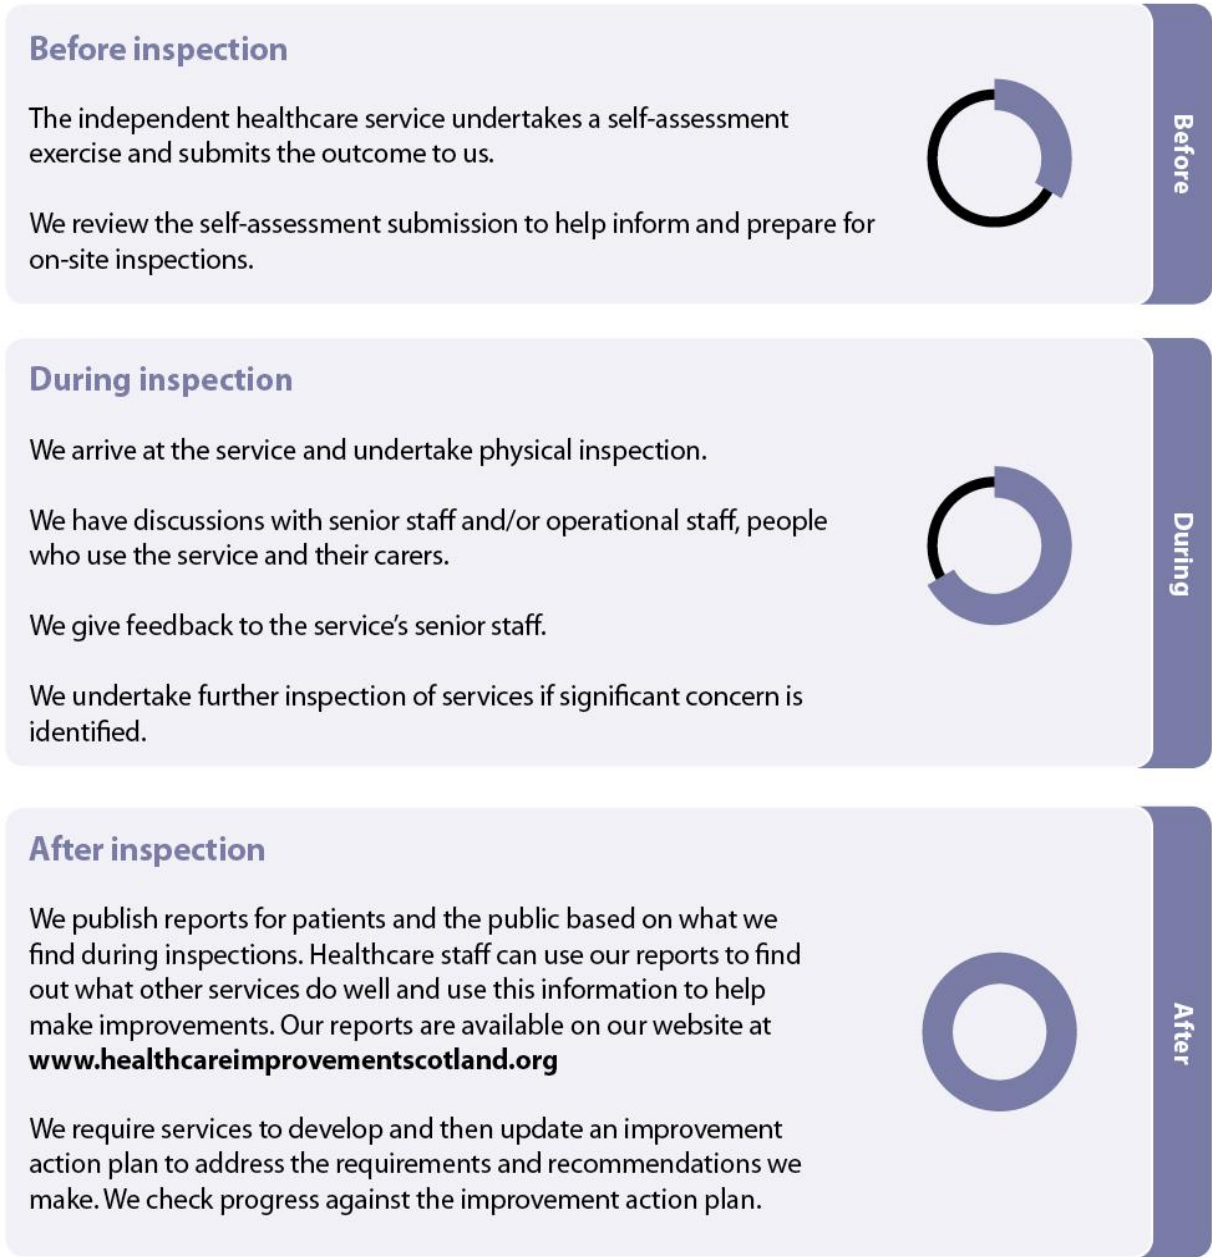 Before inspection
The independent healthcare service undertakes a self-assessment
exercise and submits the outcome to us.
We review the self-assessment submission to help inform and prepare for
on-site inspections.
Before
During inspection
We arrive at the service and undertake physical inspection.
We have discussions with senior staff and/or operational staff, people
who use the service and their carers.
We give feedback to the service’s senior staff.
We undertake further inspection of services if significant concern is
identified.
During
After inspection
We publish reports for patients and the public based on what we
find during inspections. Healthcare staff can use our reports to find
out what other services do well and use this information to help
make improvements. Our reports are available on our website at
www.healthcareimprovementscotland.org
We require services to develop and then update an improvement
action plan to address the requirements and recommendations we
make. We check progress against the improvement action plan.
After